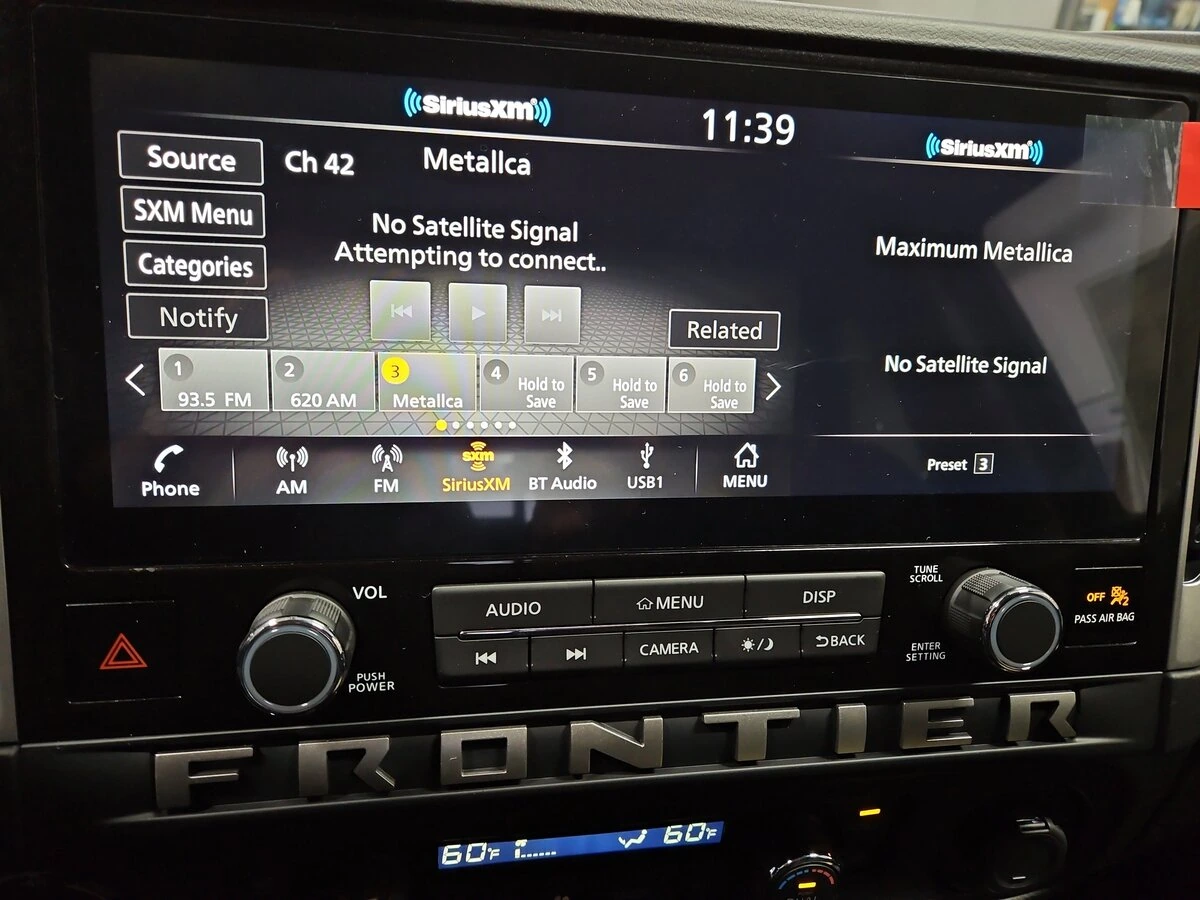 SiriusXM
11:39
SiriusXM
Source
Ch 42
Metallca
SXM Menu
No Satellite Signal
Attempting to connect..
Categories
Maximum Metallica
Notify
Related
1
93.5 FM
2
620 AM
3
Metallca
4
Hold to
Save
5
Hold to
Save
6
Hold to
Save
No Satellite Signal
Phone
AM
FM
sxm
SiriusXM
BT Audio
USB1
MENU
Preset 3
VOL
PUSH
POWER
AUDIO
MENU
DISP
CAMERA
BACK
TUNE
SCROLL
ENTER
SETTING
OFF 2
PASS AIR BAG
FRONTIER
60°F
60°F